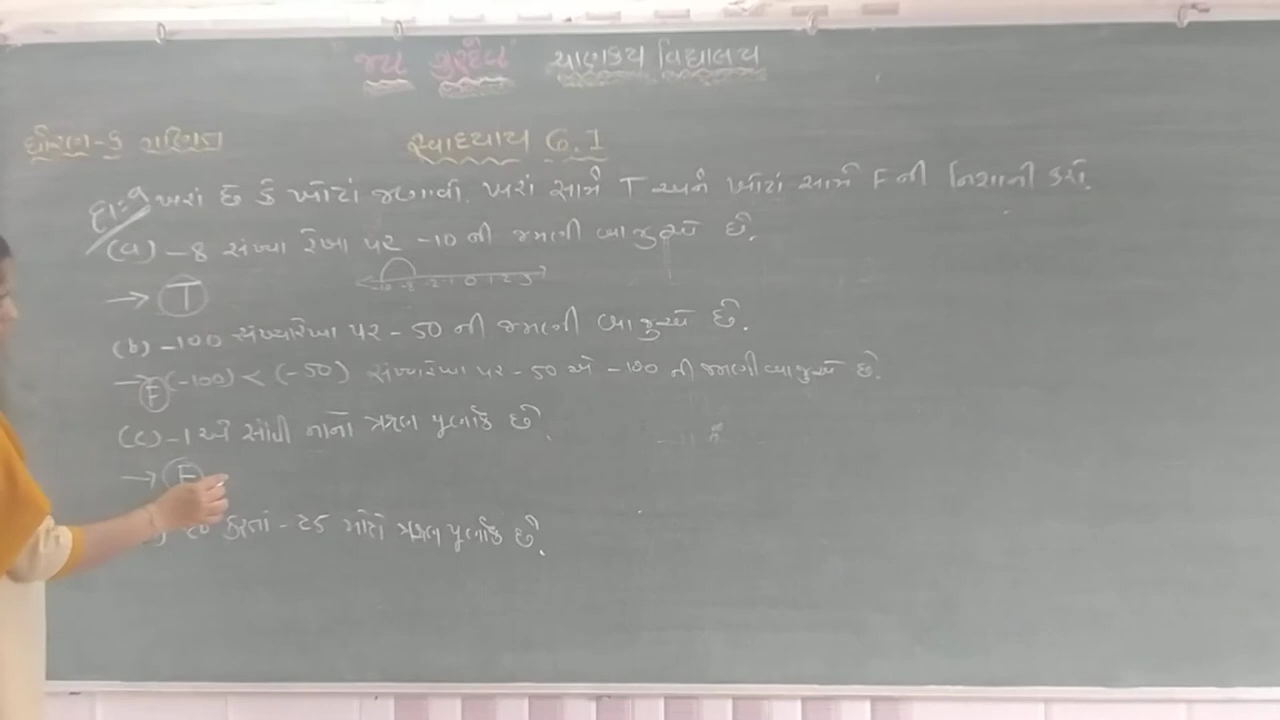 જય ગુરુદેવ ચાણક્ય વિદ્યાલય
ધોરણ-૬ ગણિત
સ્વાધ્યાય 6.1
દા.૧ ખરાં છે કે ખોટાં જણાવો. ખરાં સામે T અને ખોટાં સામે F ની નિશાની કરો.
(a) -8 સંખ્યા રેખા પર -10 ની જમણી બાજુએ છે.
→ T
(b) -100 સંખ્યારેખા પર -50 ની જમણી બાજુએ છે.
→ F (-100) < (-50) સંખ્યારેખા પર -50 એ -100 ની જમણી બાજુએ છે.
(c) -1 એ સૌથી નાનો ઋણ પૂર્ણાંક છે.
→ F
કરતાં -25 મોટો ઋણ પૂર્ણાંક છે.